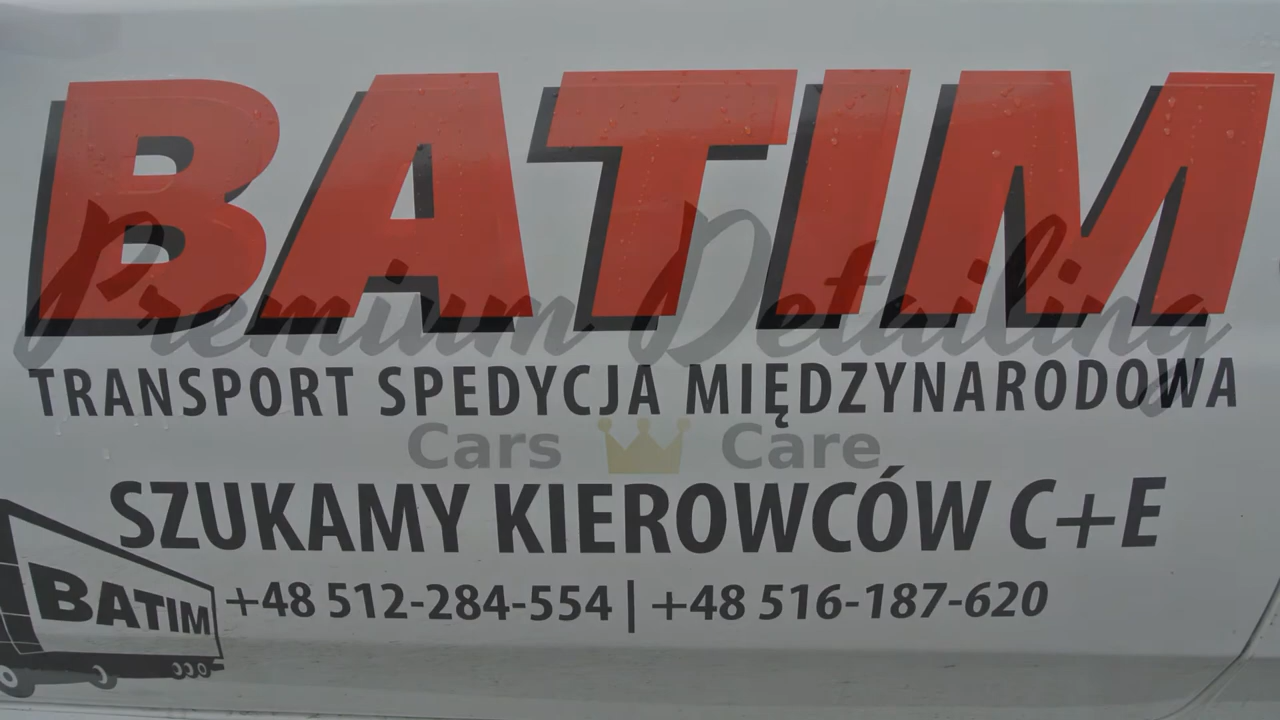 BATIM
Premium Detailing
TRANSPORT SPEDYCJA MIĘDZYNARODOWA
Cars Care
SZUKAMY KIEROWCÓW C+E
BATIM
+48 512-284-554 | +48 516-187-620